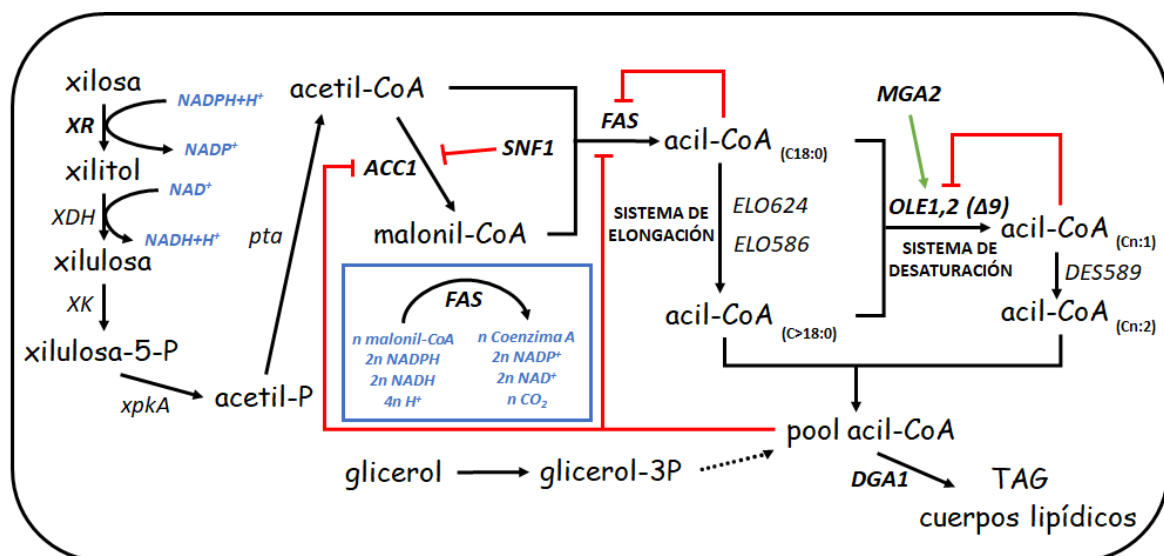 xilosa
XR
NADPH+H⁺
NADP⁺
xilitol
XDH
NAD⁺
NADH+H⁺
xilulosa
XK
xilulosa-5-P
xpkA
acetil-P
pta
acetil-CoA
ACC1
SNF1
malonil-CoA
FAS
n malonil-CoA
2n NADPH
2n NADH
4n H⁺
n Coenzima A
2n NADP⁺
2n NAD⁺
n CO₂
FAS
acil-CoA (C18:0)
SISTEMA DE
ELONGACIÓN
ELO624
ELO586
acil-CoA (C>18:0)
MGA2
OLE1,2 (Δ9)
SISTEMA DE
DESATURACIÓN
acil-CoA (Cn:1)
DES589
acil-CoA (Cn:2)
pool acil-CoA
glicerol
glicerol-3P
DGA1
TAG
cuerpos lipídicos